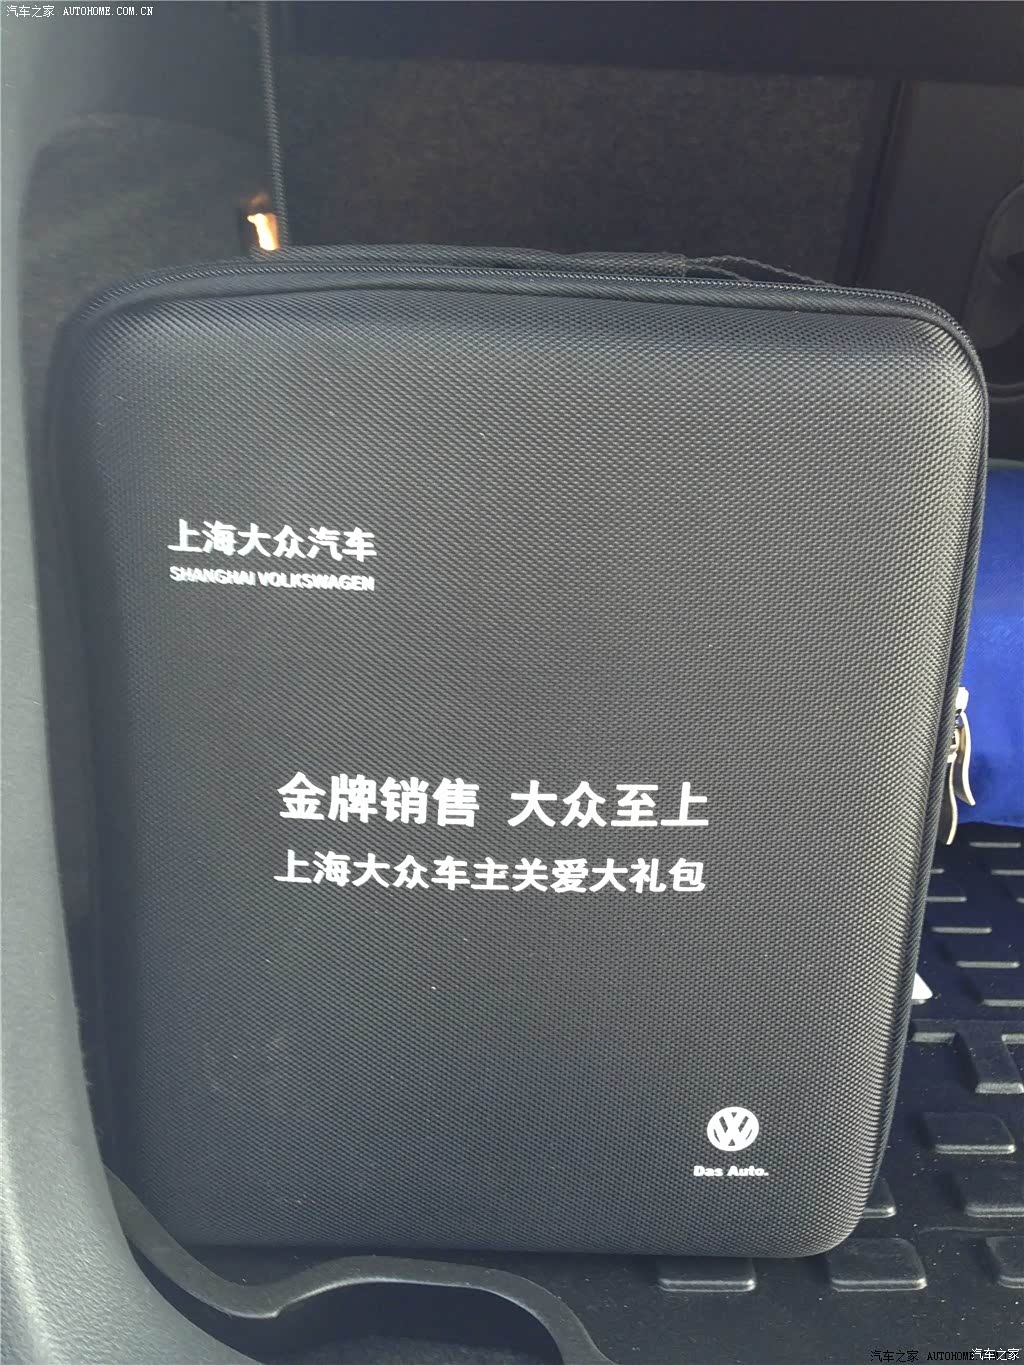 汽车之家 AUTOHOME.COM.CN
上海大众汽车
SHANGHAI VOLKSWAGEN
金牌销售 大众至上
上海大众车主关爱大礼包
Das Auto.
汽车之家 AUTOHOME
汽车之家